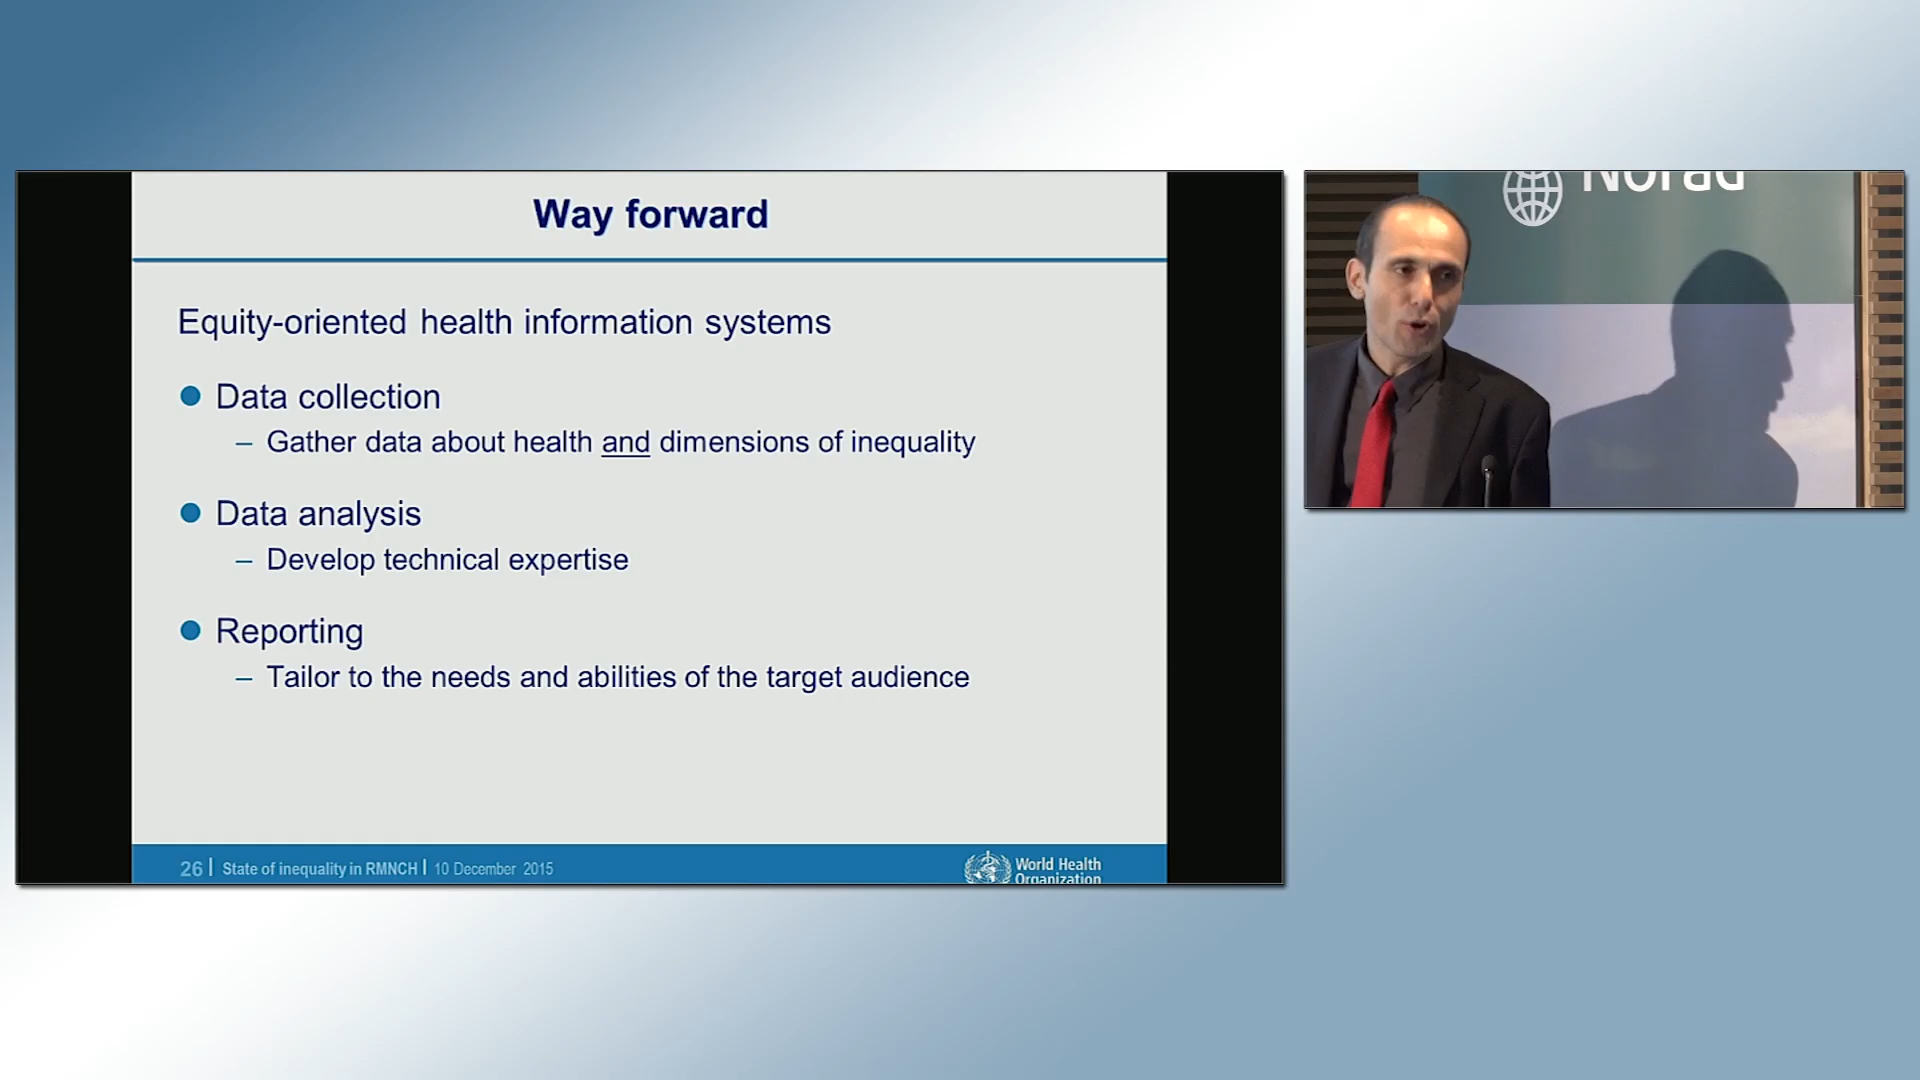 Way forward
Equity-oriented health information systems
Data collection
– Gather data about health and dimensions of inequality
Data analysis
– Develop technical expertise
Reporting
– Tailor to the needs and abilities of the target audience
26 | State of inequality in RMNCH | 10 December 2015
World Health
Organization
Norad